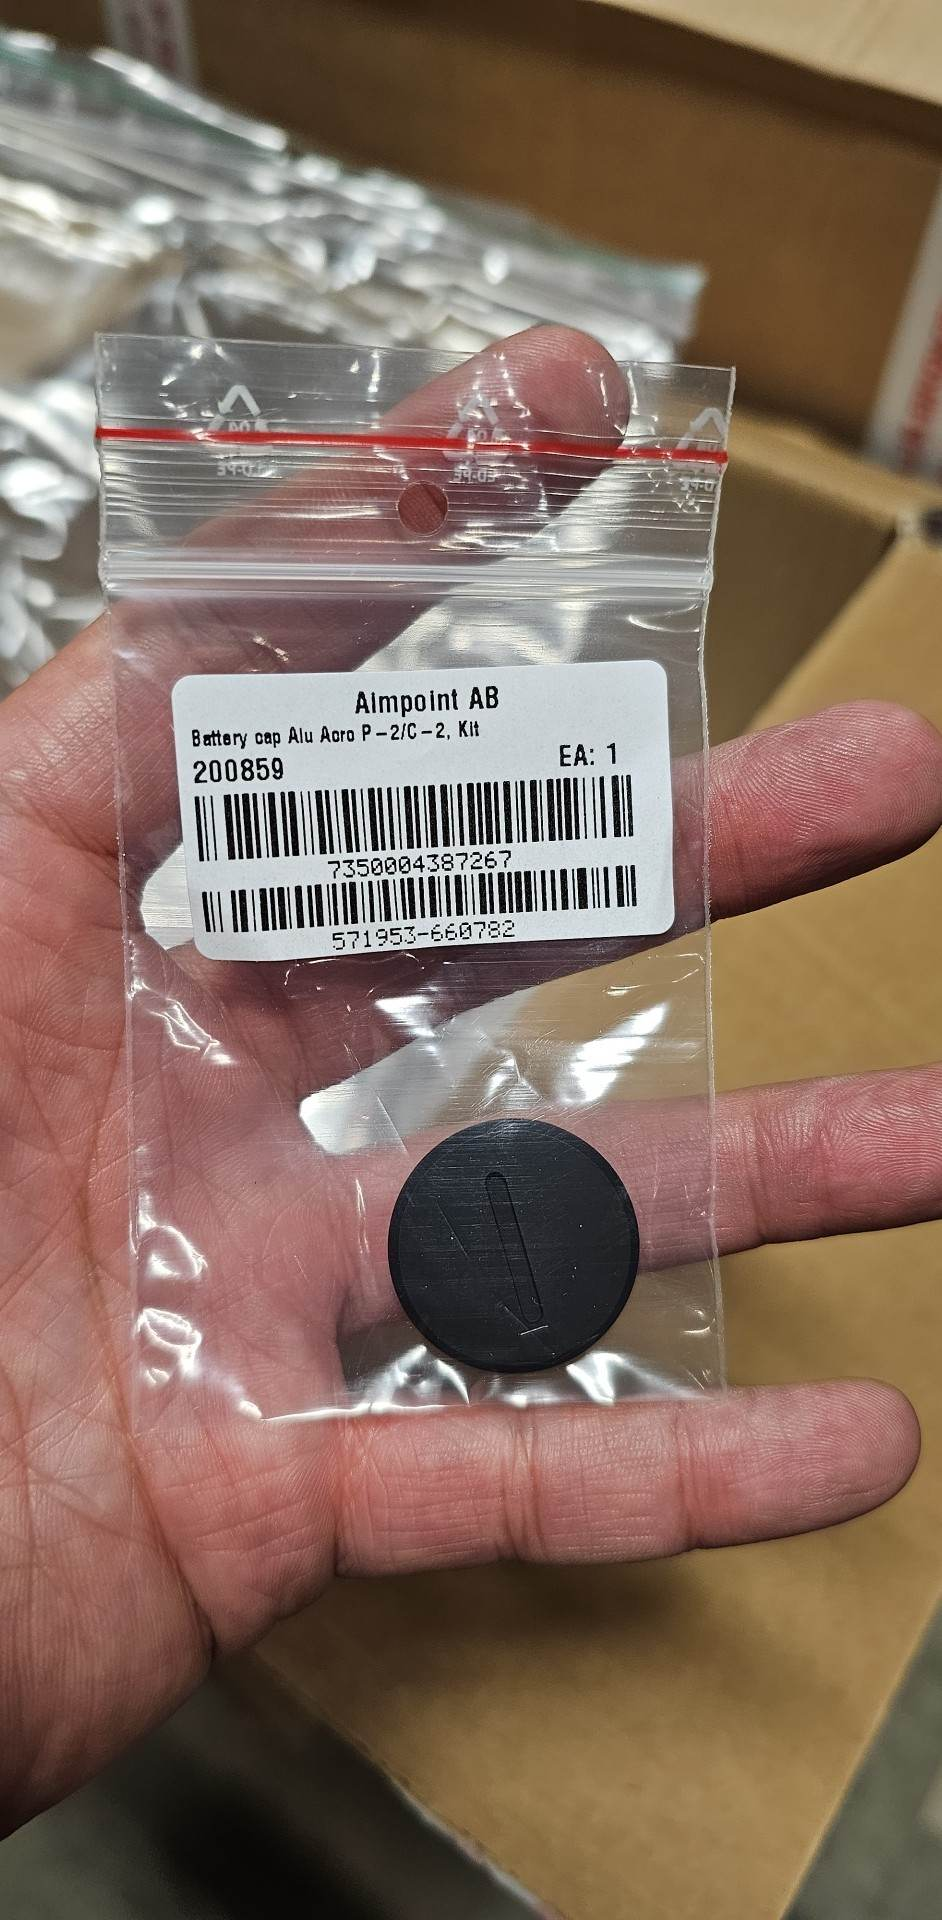 Aimpoint AB
Battery cap Alu Acro P-2/C-2, Kit
200859 EA: 1
7350004387267
571953-660782